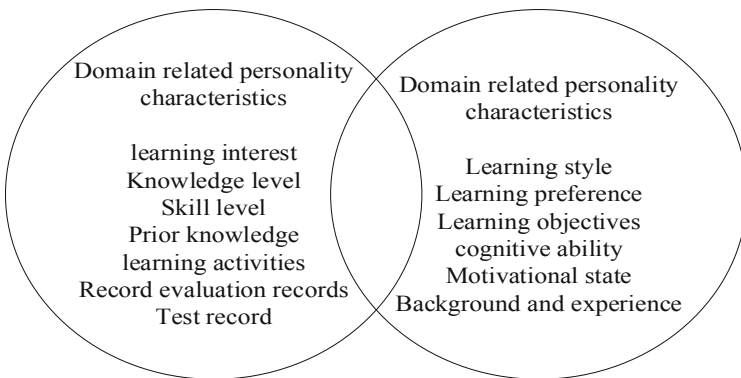 Domain related personality
characteristics
learning interest
Knowledge level
Skill level
Prior knowledge
learning activities
Record evaluation records
Test record
Domain related personality
characteristics
Learning style
Learning preference
Learning objectives
cognitive ability
Motivational state
Background and experience